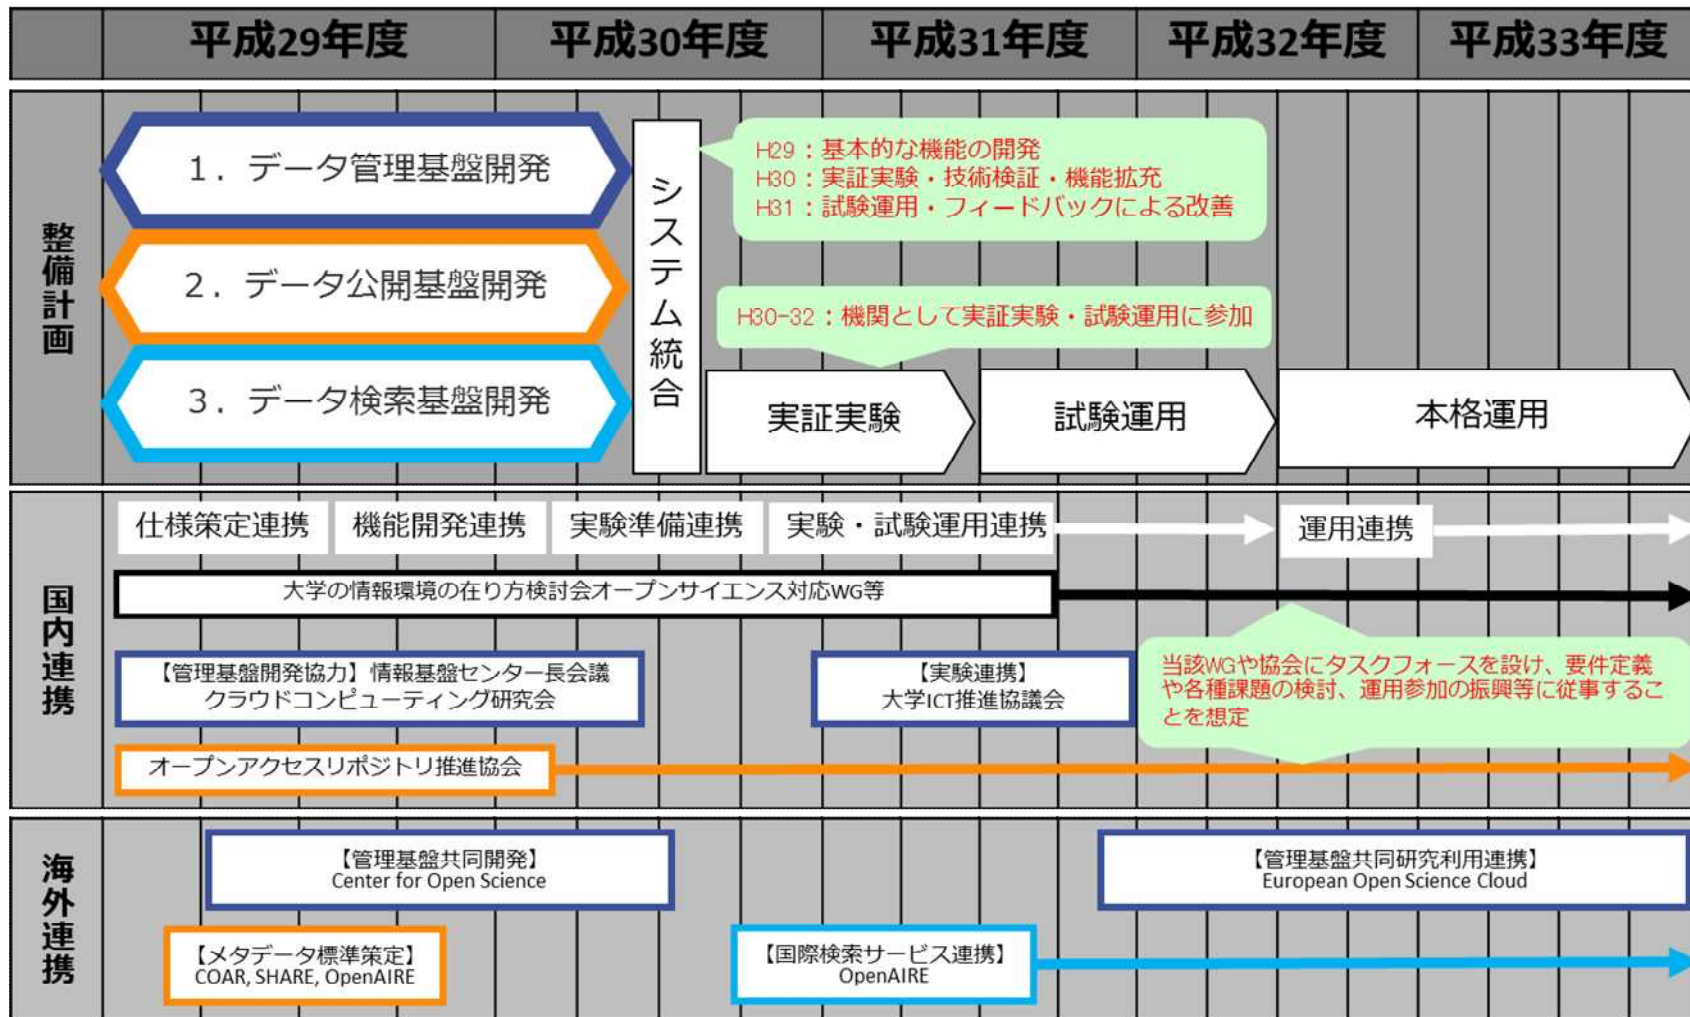 平成29年度
平成30年度
平成31年度
平成32年度
平成33年度
整備計画
1．データ管理基盤開発
2．データ公開基盤開発
3．データ検索基盤開発
システム統合
H29：基本的な機能の開発
H30：実証実験・技術検証・機能拡充
H31：試験運用・フィードバックによる改善
H30-32：機関として実証実験・試験運用に参加
実証実験
試験運用
本格運用
国内連携
仕様策定連携
機能開発連携
実験準備連携
実験・試験運用連携
運用連携
大学の情報環境の在り方検討会オープンサイエンス対応WG等
【管理基盤開発協力】情報基盤センター長会議
クラウドコンピューティング研究会
【実験連携】
大学ICT推進協議会
当該WGや協会にタスクフォースを設け、要件定義
や各種課題の検討、運用参加の振興等に従事するこ
とを想定
オープンアクセスリポジトリ推進協会
海外連携
【管理基盤共同開発】
Center for Open Science
【管理基盤共同研究利用連携】
European Open Science Cloud
【メタデータ標準策定】
COAR, SHARE, OpenAIRE
【国際検索サービス連携】
OpenAIRE